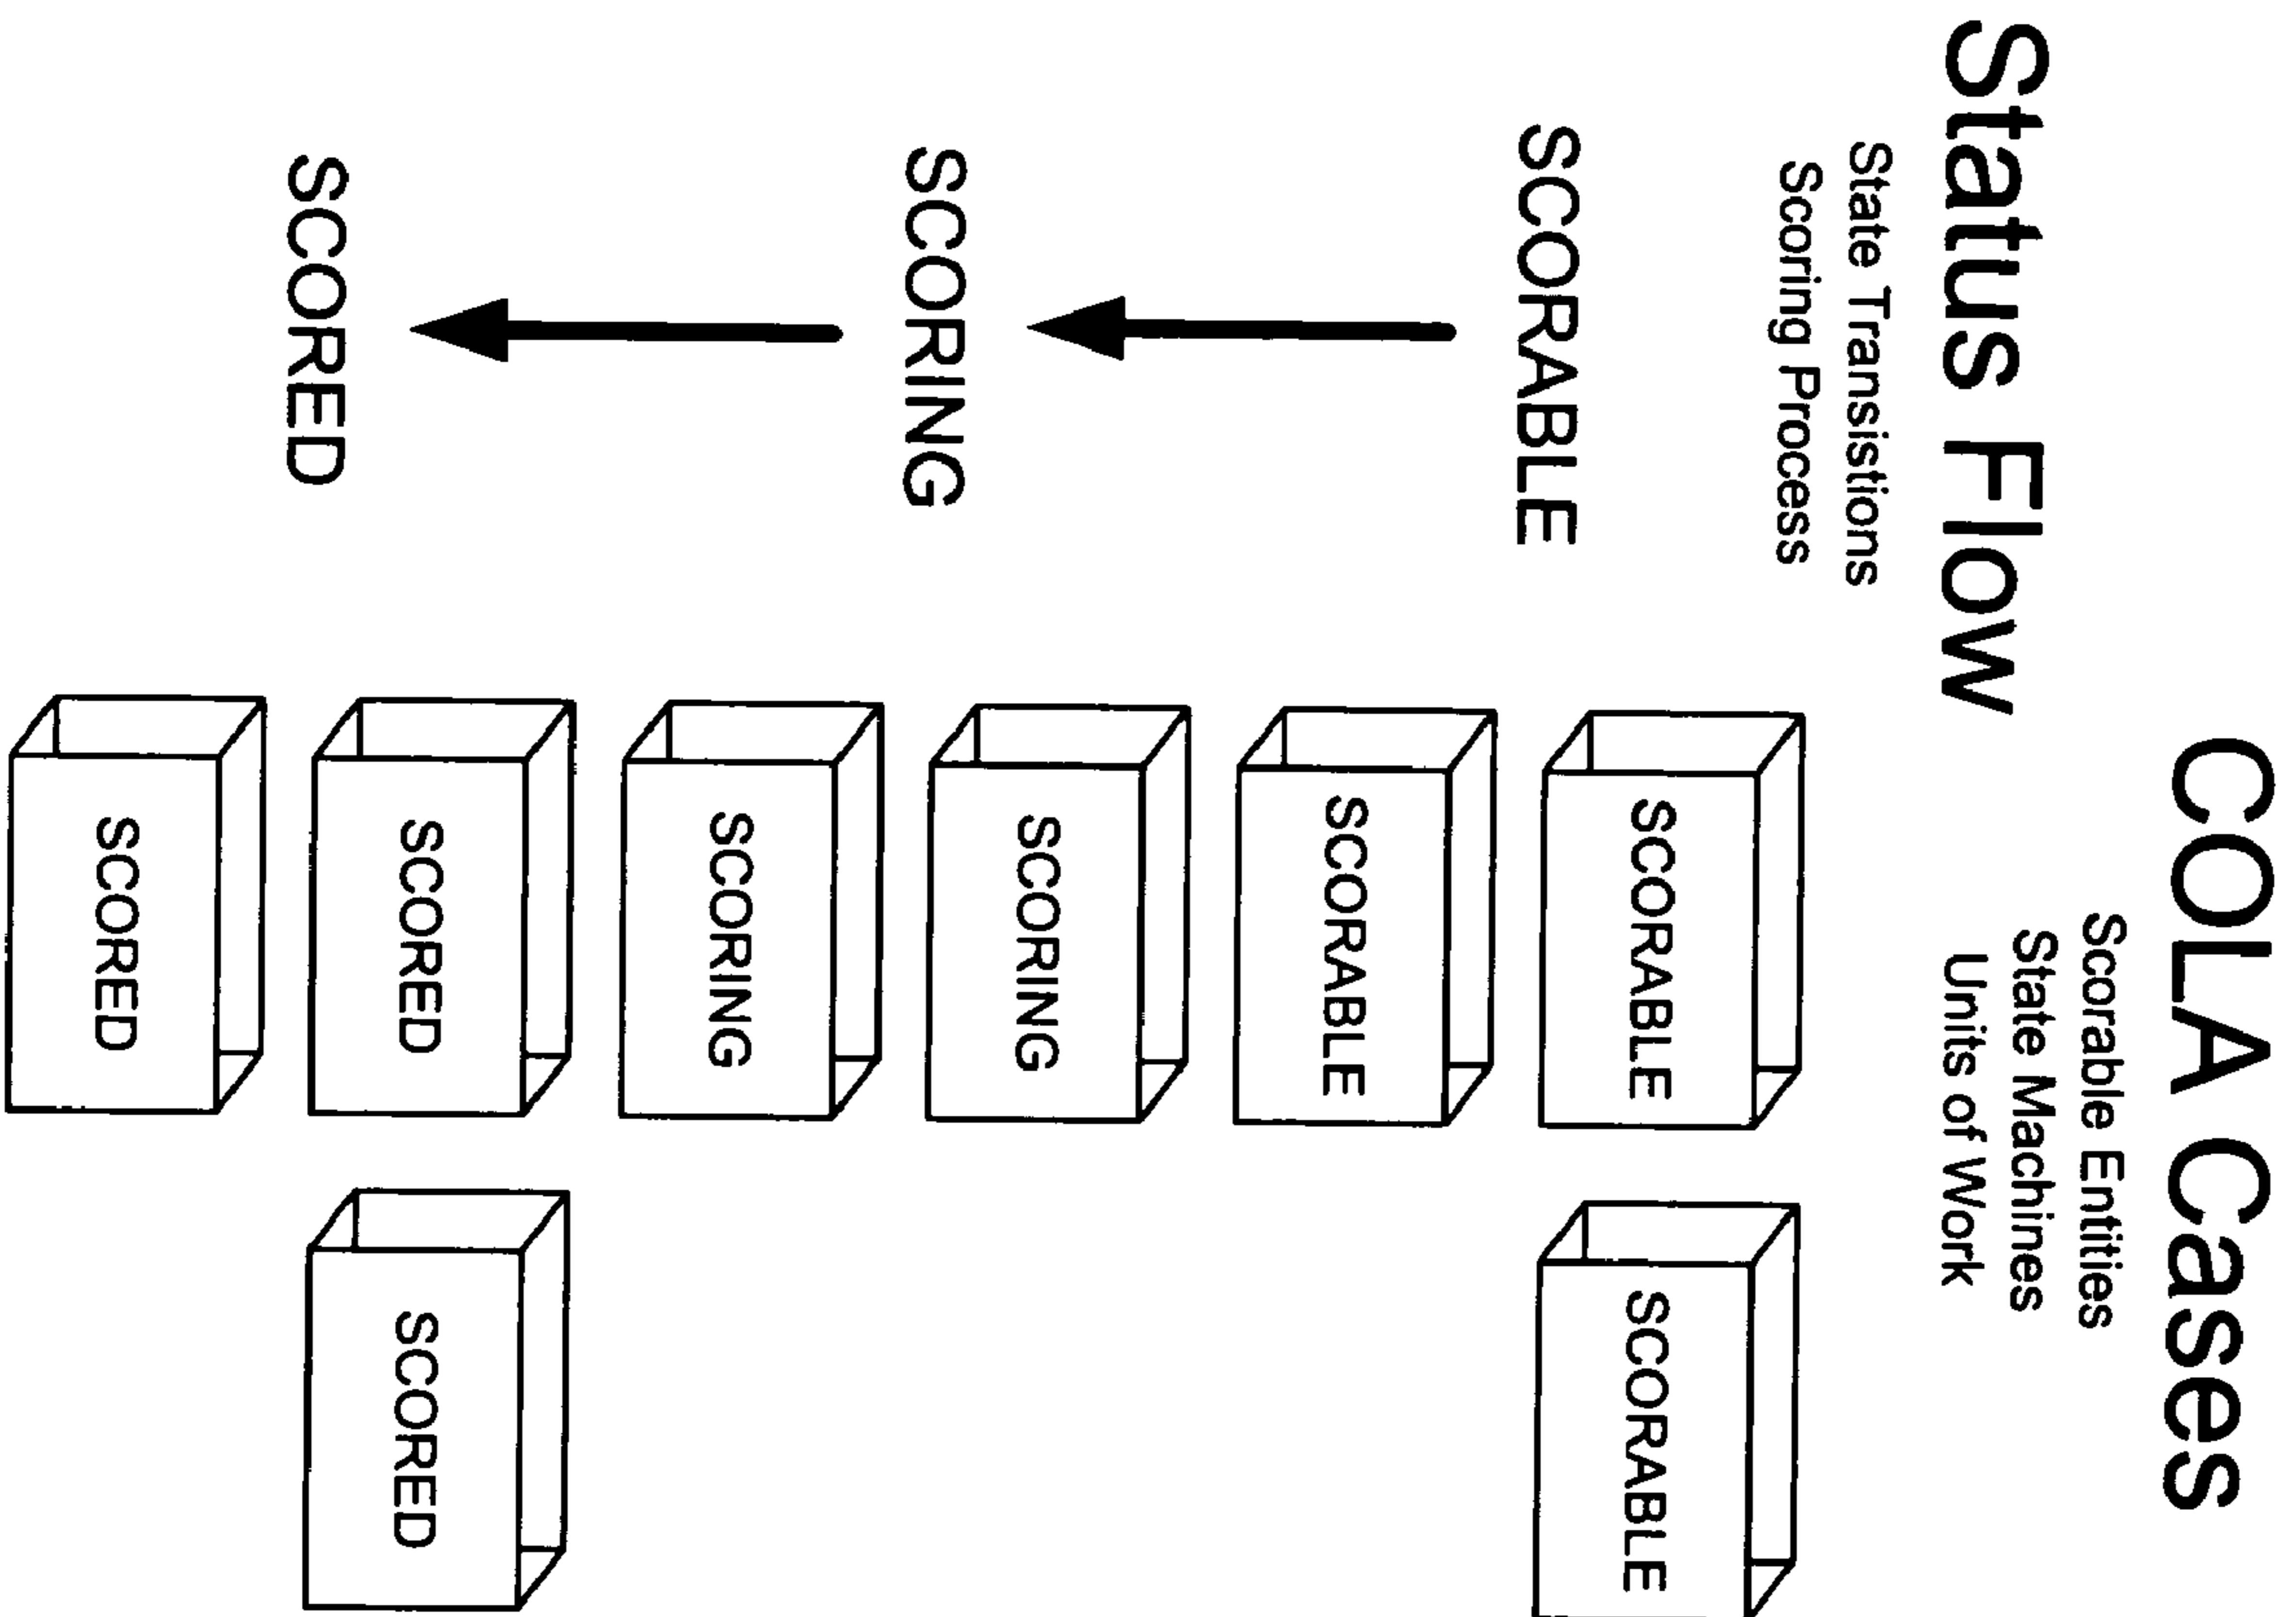 COLA Cases
Scorable Entities
State Machines
Units of Work
Status Flow
State Transistions
Scoring Process
SCORABLE
SCORING
SCORED
SCORABLE
SCORABLE
SCORABLE
SCORING
SCORING
SCORED
SCORED
SCORED